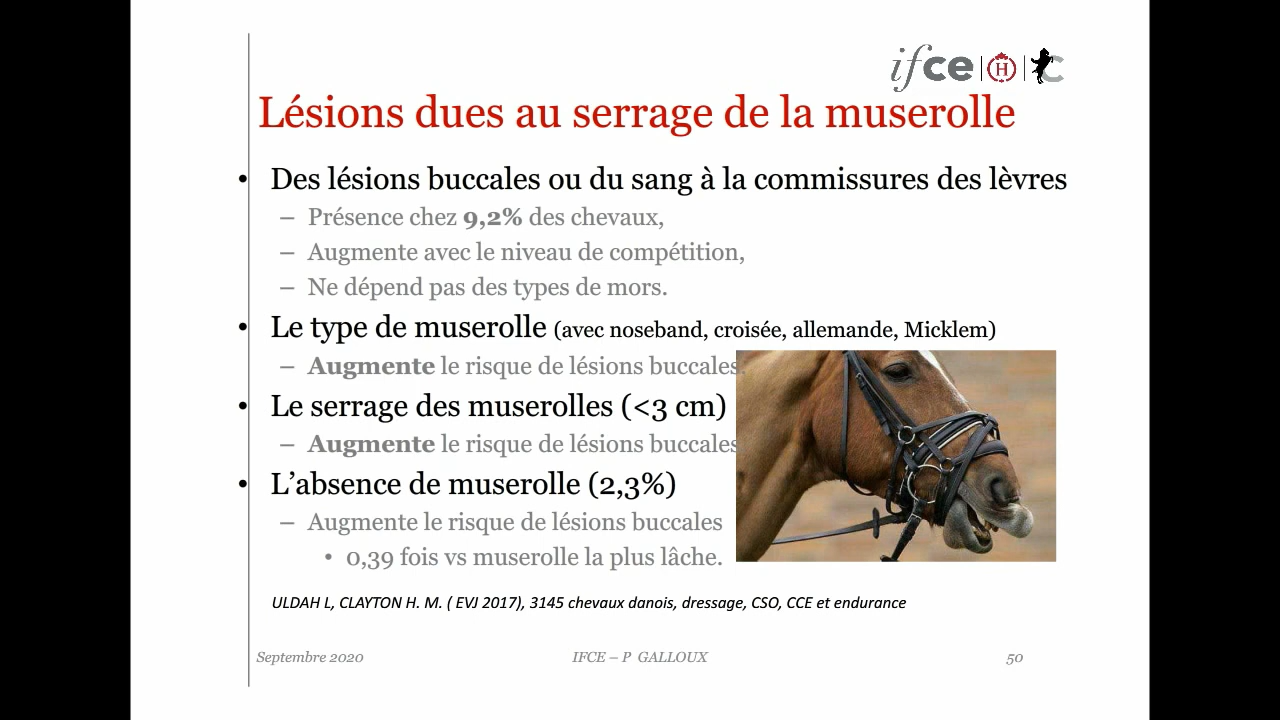 ifce
H
C
Lésions dues au serrage de la muserolle
• Des lésions buccales ou du sang à la commissures des lèvres
– Présence chez 9,2% des chevaux,
– Augmente avec le niveau de compétition,
– Ne dépend pas des types de mors.
• Le type de muserolle (avec noseband, croisée, allemande, Micklem)
– Augmente le risque de lésions buccales.
• Le serrage des muserolles (<3 cm)
– Augmente le risque de lésions buccales
• L’absence de muserolle (2,3%)
– Augmente le risque de lésions buccales
• 0,39 fois vs muserolle la plus lâche.
ULDAH L, CLAYTON H. M. ( EVJ 2017), 3145 chevaux danois, dressage, CSO, CCE et endurance
Septembre 2020 IFCE – P GALLOUX 50